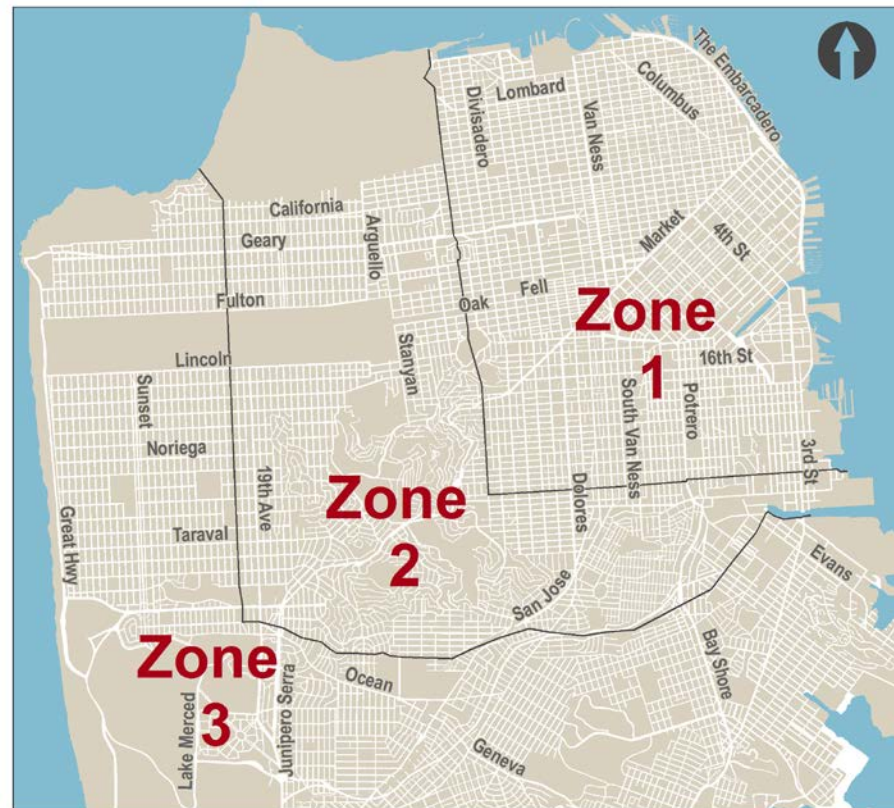 The Embarcadero
Columbus
Lombard
Divisadero
Van Ness
California
Arguello
Geary
Market
4th St
Fulton
Oak
Fell
Zone
1
Lincoln
Stanyan
16th St
Sunset
South Van Ness
Potrero
Noriega
19th Ave
3rd St
Zone
2
Dolores
Great Hwy
Taraval
Evans
San Jose
Zone
3
Bay Shore
Ocean
Lake Merced
Junipero Serra
Geneva